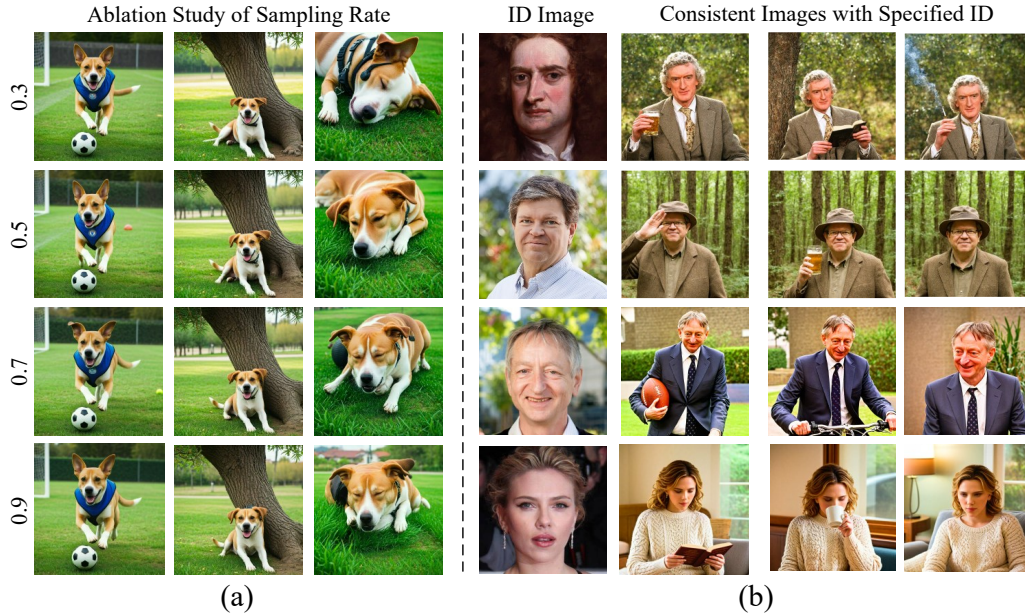 Ablation Study of Sampling Rate
ID Image
Consistent Images with Specified ID
0.3
0.5
0.7
0.9
(a)
(b)